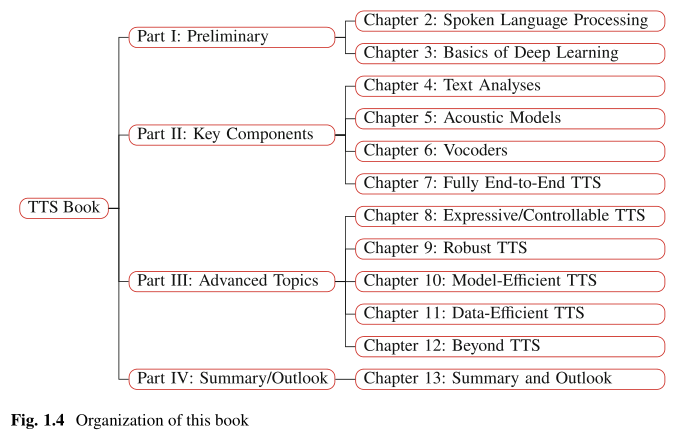 TTS Book
Part I: Preliminary
Chapter 2: Spoken Language Processing
Chapter 3: Basics of Deep Learning
Part II: Key Components
Chapter 4: Text Analyses
Chapter 5: Acoustic Models
Chapter 6: Vocoders
Chapter 7: Fully End-to-End TTS
Part III: Advanced Topics
Chapter 8: Expressive/Controllable TTS
Chapter 9: Robust TTS
Chapter 10: Model-Efficient TTS
Chapter 11: Data-Efficient TTS
Chapter 12: Beyond TTS
Part IV: Summary/Outlook
Chapter 13: Summary and Outlook
Fig. 1.4 Organization of this book